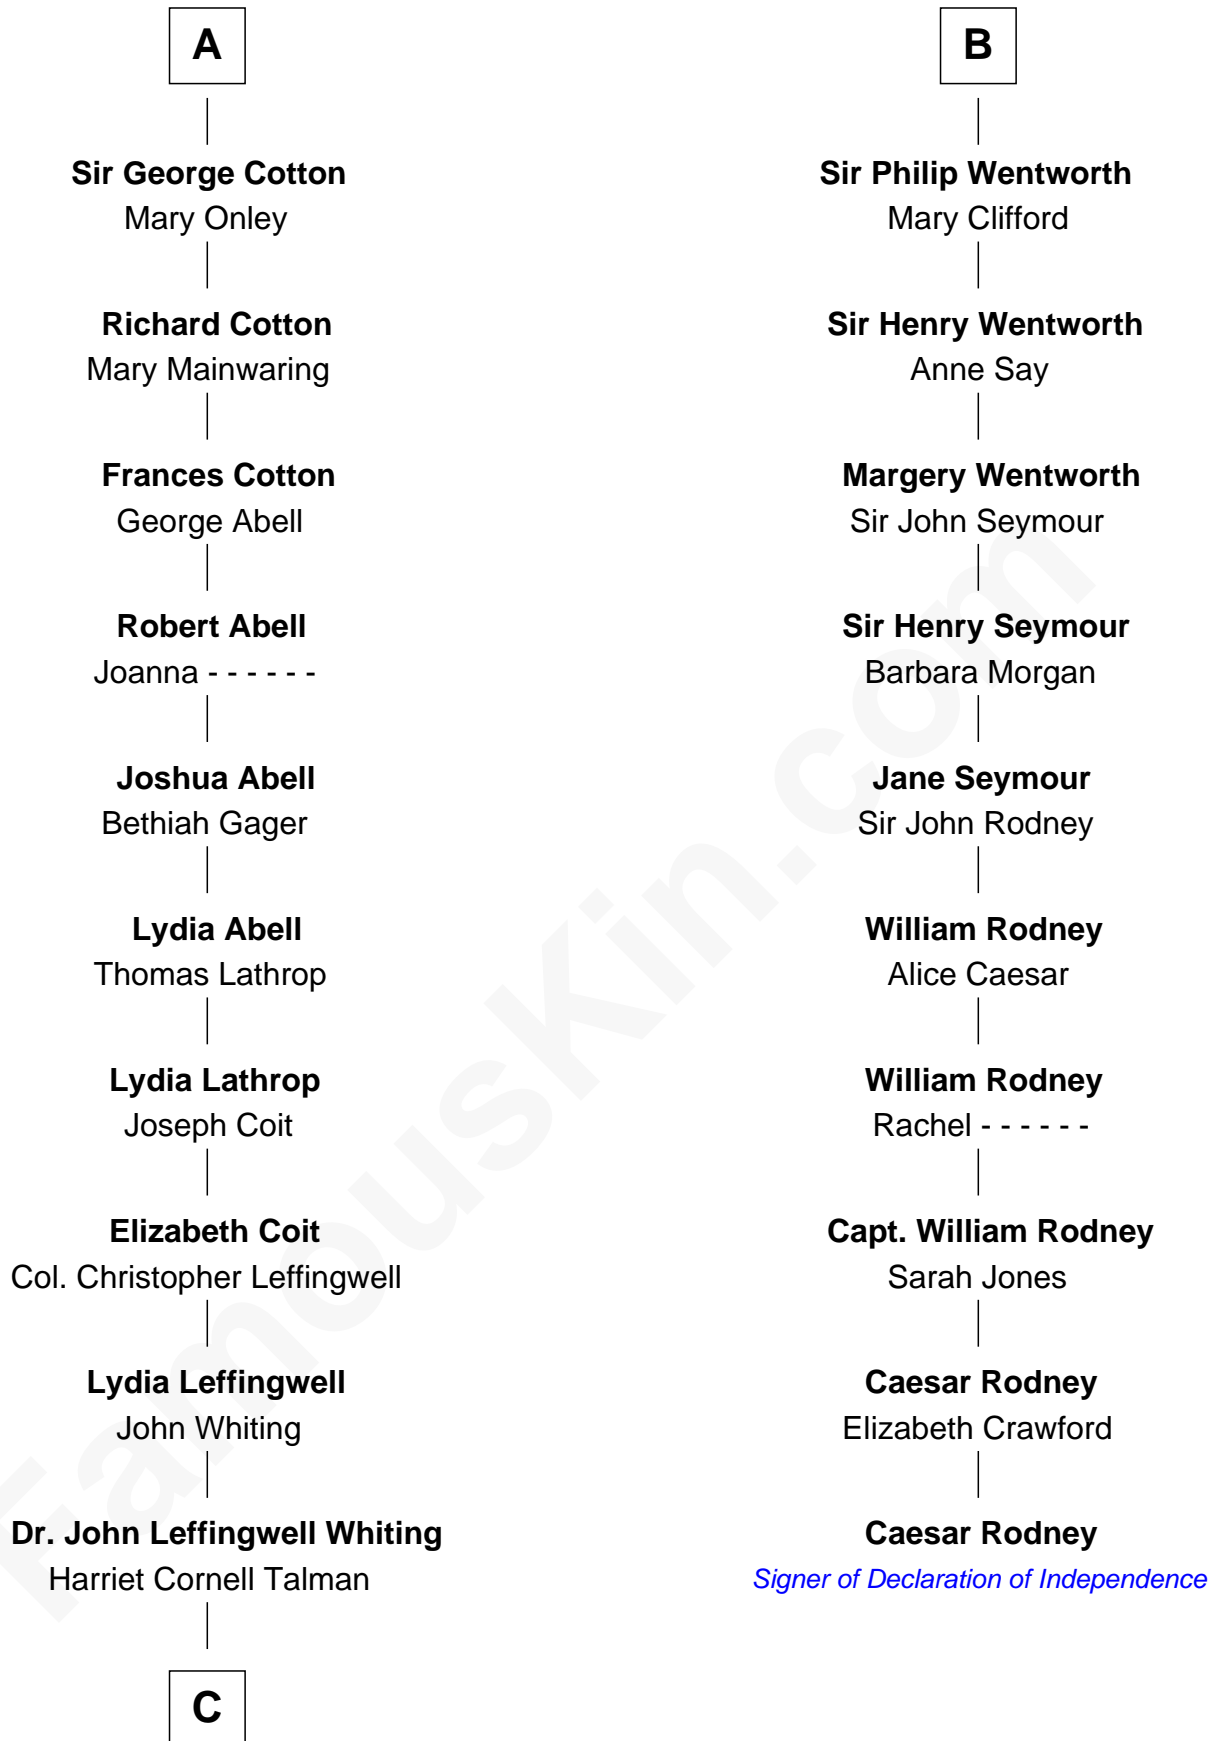 A
Sir George Cotton
Mary Onley
Richard Cotton
Mary Mainwaring
Frances Cotton
George Abell
Robert Abell
Joanna - - - - - -
Joshua Abell
Bethiah Gager
Lydia Abell
Thomas Lathrop
Lydia Lathrop
Joseph Coit
Elizabeth Coit
Col. Christopher Leffingwell
Lydia Leffingwell
John Whiting
Dr. John Leffingwell Whiting
Harriet Cornell Talman
C
B
Sir Philip Wentworth
Mary Clifford
Sir Henry Wentworth
Anne Say
Margery Wentworth
Sir John Seymour
Sir Henry Seymour
Barbara Morgan
Jane Seymour
Sir John Rodney
William Rodney
Alice Caesar
William Rodney
Rachel - - - - - -
Capt. William Rodney
Sarah Jones
Caesar Rodney
Elizabeth Crawford
Caesar Rodney
Signer of Declaration of Independence
FamousKin.com